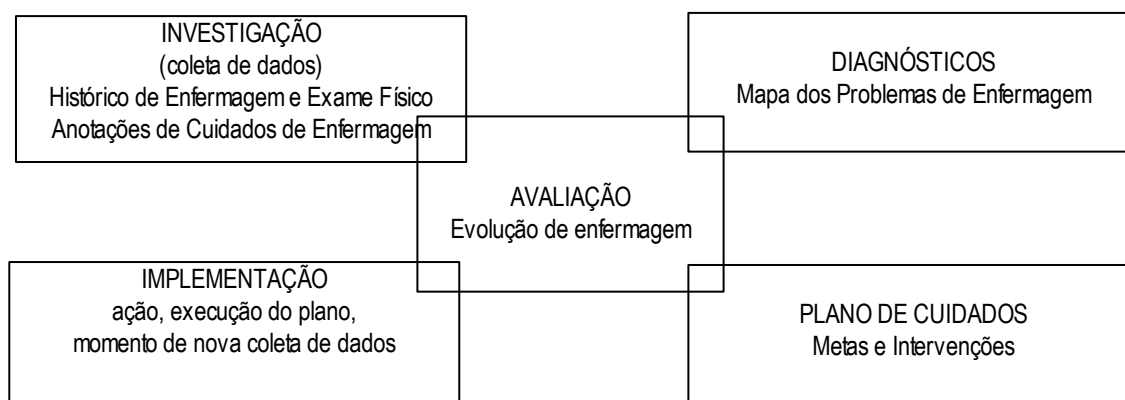 INVESTIGAÇÃO
(coleta de dados)
Histórico de Enfermagem e Exame Físico
Anotações de Cuidados de Enfermagem
DIAGNÓSTICOS
Mapa dos Problemas de Enfermagem
AVALIAÇÃO
Evolução de enfermagem
IMPLEMENTAÇÃO
ação, execução do plano,
momento de nova coleta de dados
PLANO DE CUIDADOS
Metas e Intervenções